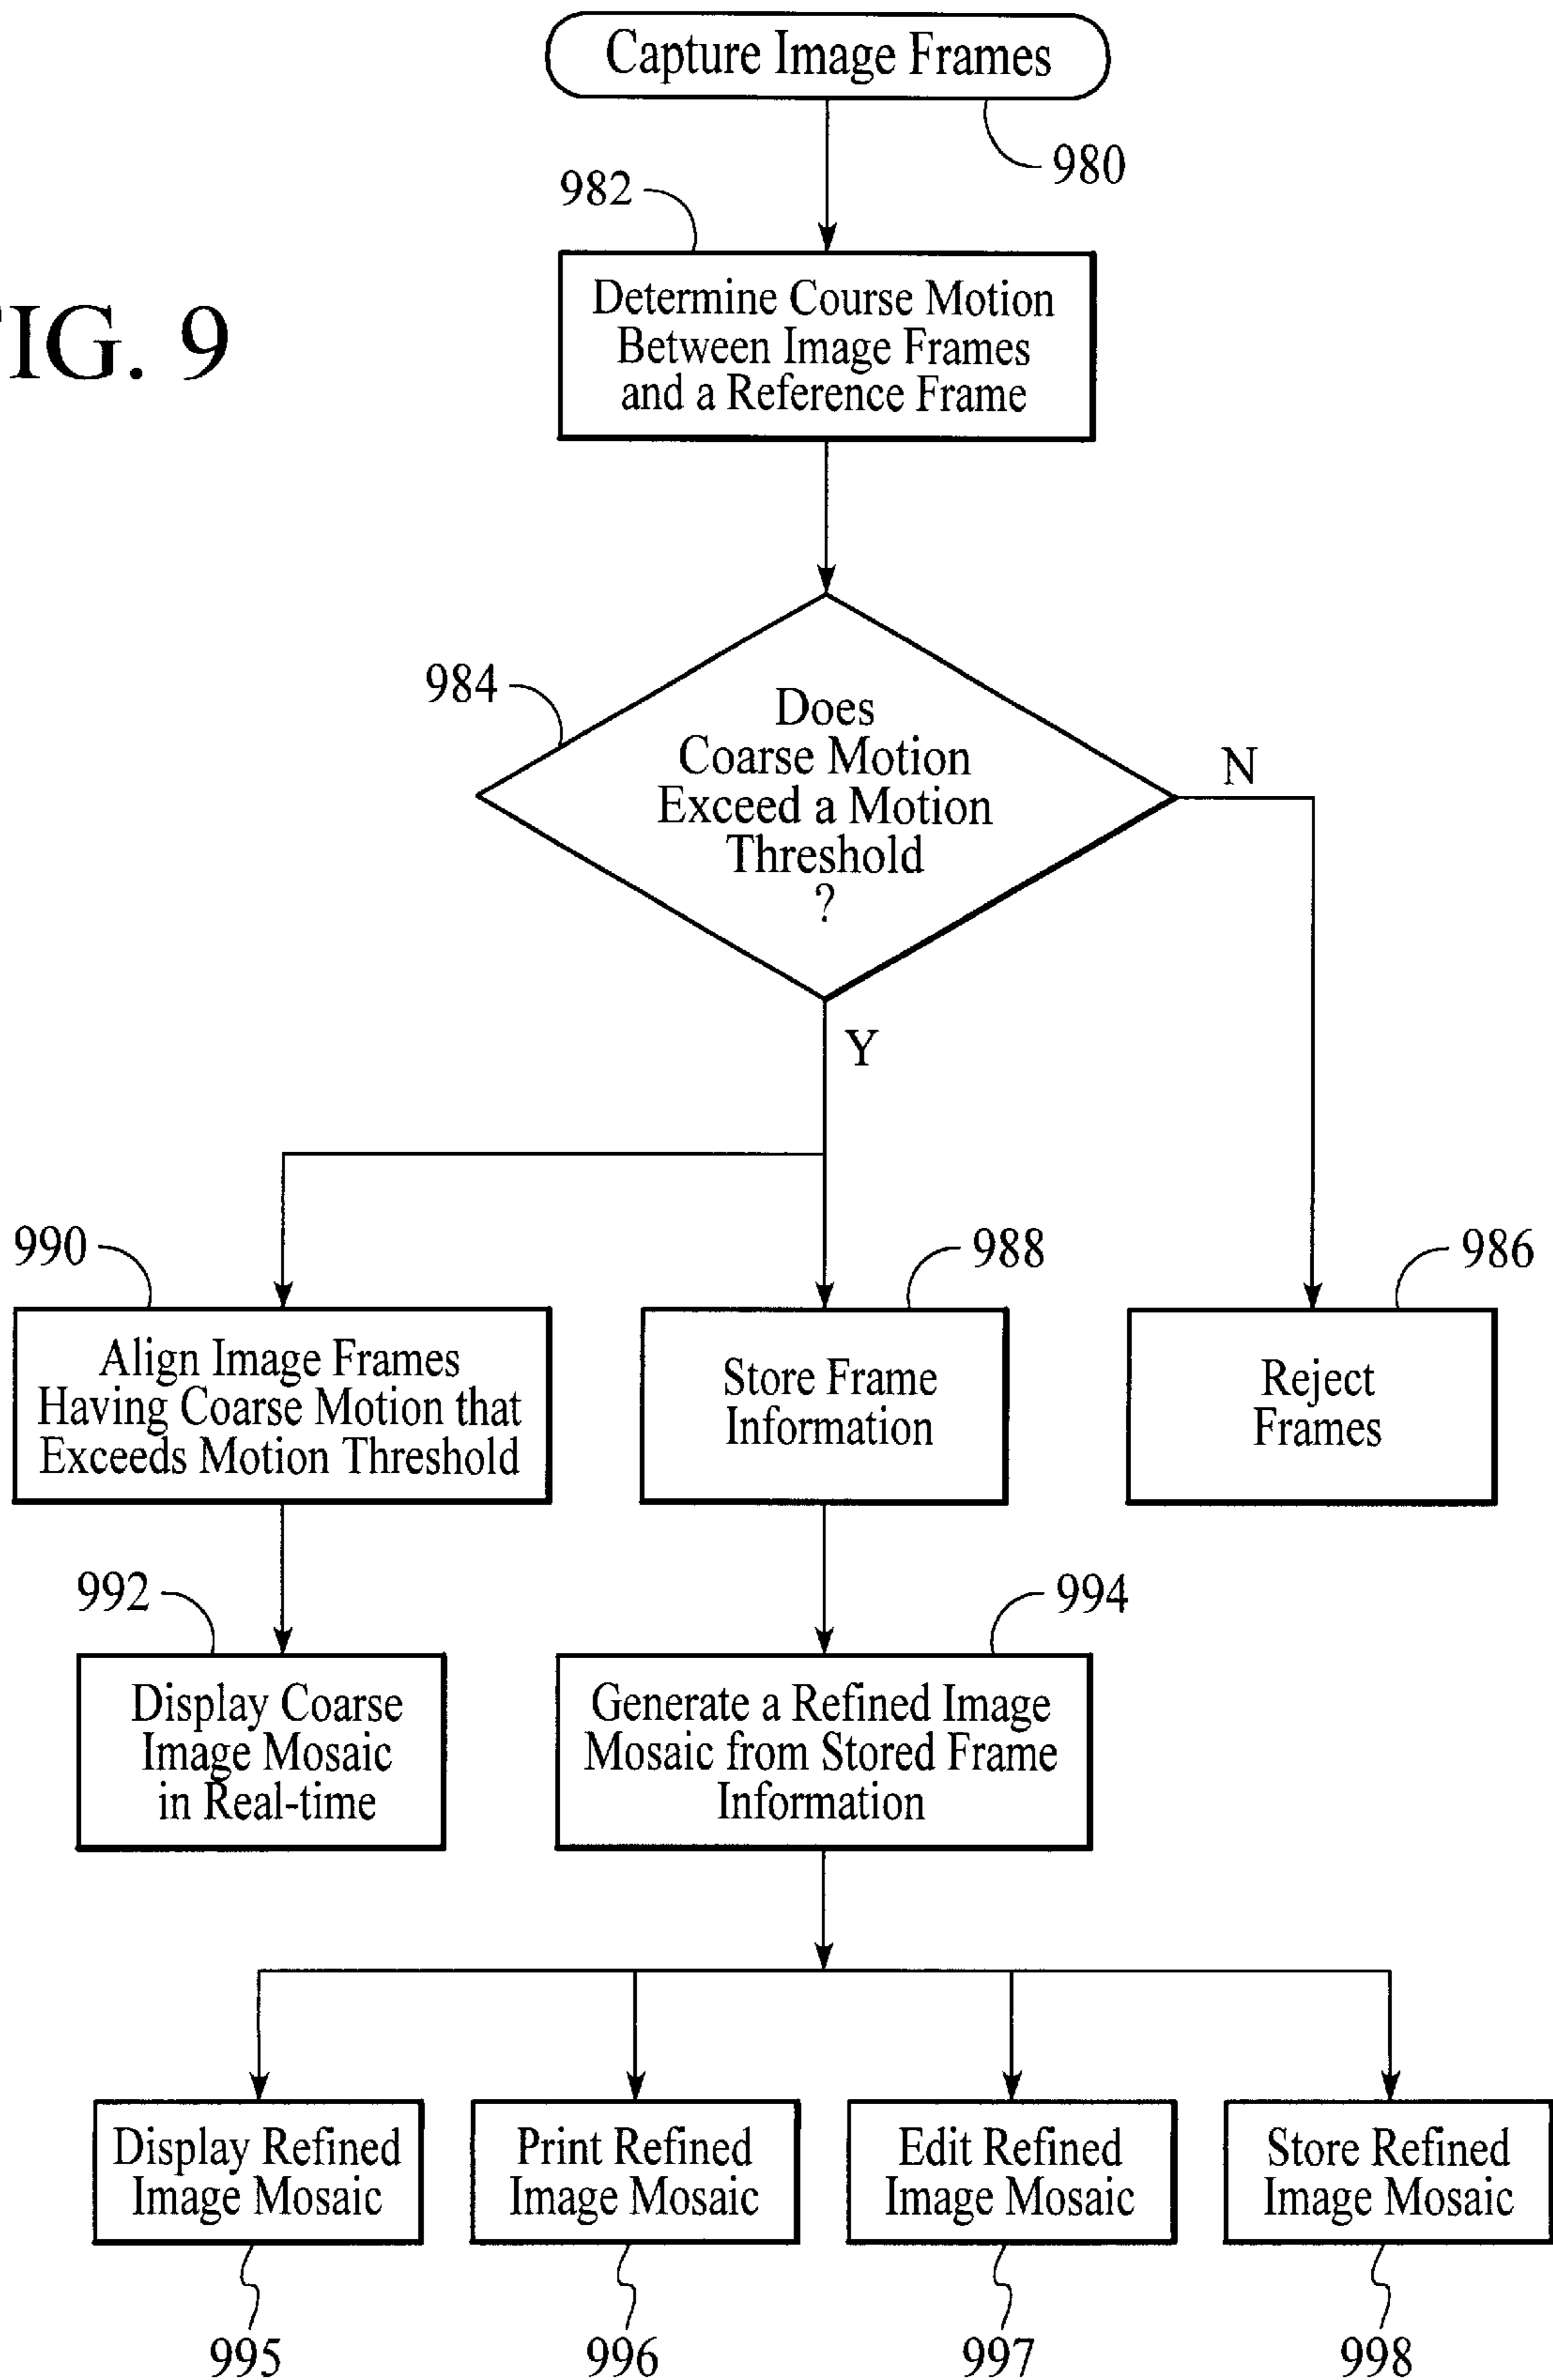 Capture Image Frames
980
982
FIG. 9
Determine Course Motion
Between Image Frames
and a Reference Frame
984
Does
Coarse Motion
Exceed a Motion
Threshold
?
N
Y
990
988
986
Align Image Frames
Having Coarse Motion that
Exceeds Motion Threshold
Store Frame
Information
Reject
Frames
992
994
Display Coarse
Image Mosaic
in Real-time
Generate a Refined Image
Mosaic from Stored Frame
Information
Display Refined
Image Mosaic
Print Refined
Image Mosaic
Edit Refined
Image Mosaic
Store Refined
Image Mosaic
995
996
997
998